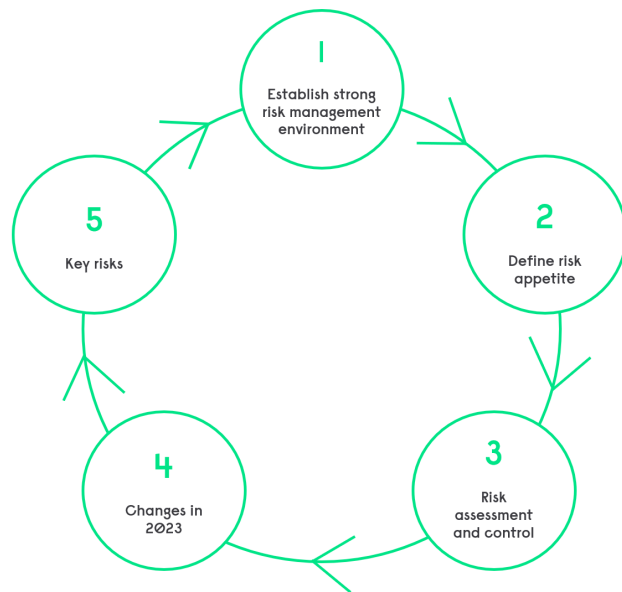 1
Establish strong
risk management
environment
2
Define risk
appetite
3
Risk
assessment
and control
4
Changes in
2023
5
Key risks